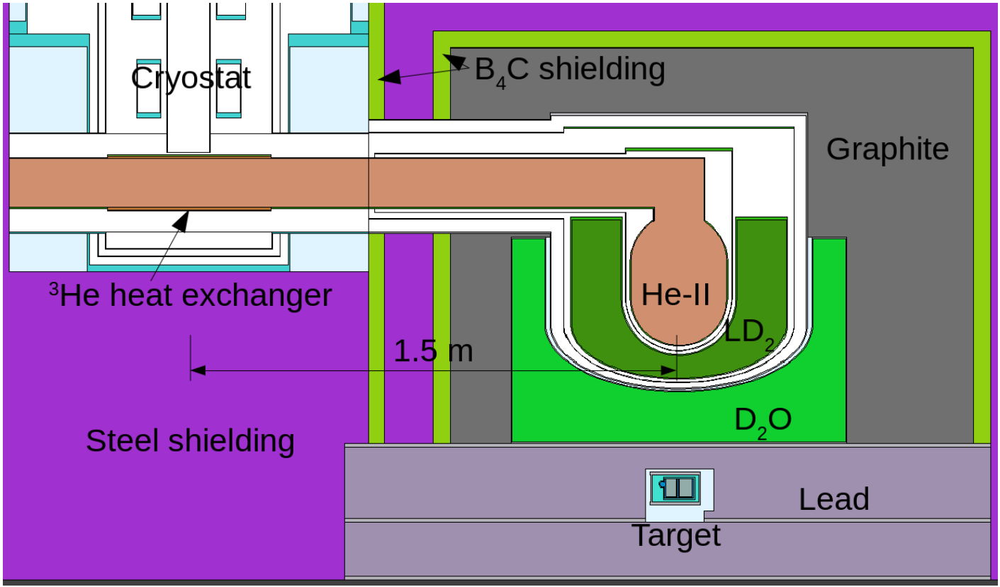 Cryostat
B₄C shielding
Graphite
³He heat exchanger
He-II
LD₂
1.5 m
D₂O
Steel shielding
Lead
Target